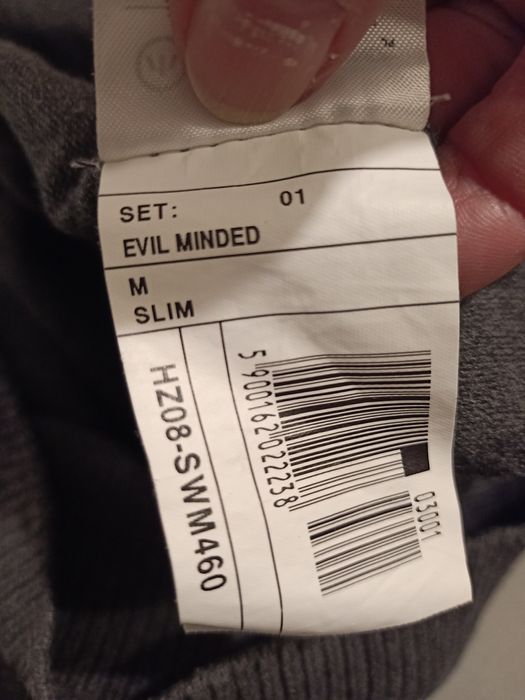 SET: 01
EVIL MINDED
M
SLIM
HZ08-SWM460
5900162022238
03001